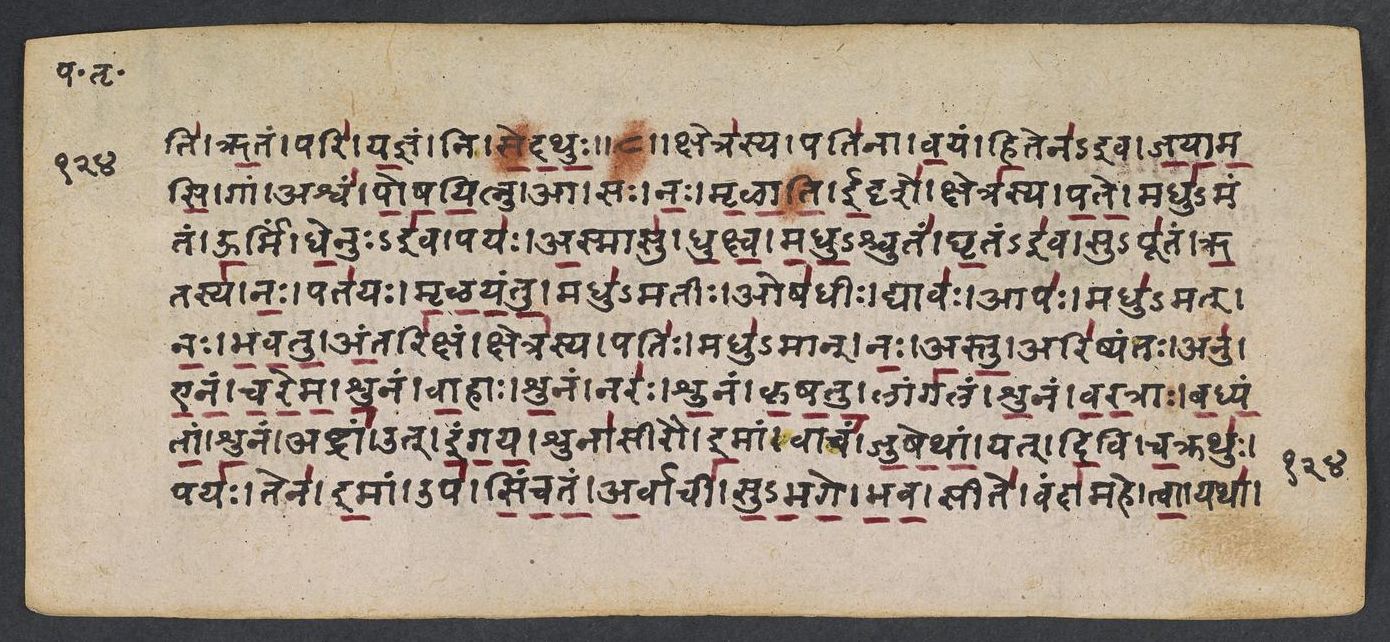 प॰ तृ॰
१२४
ति।ऋतं।परि।यज्ञं।नि।सेदथुः॥८॥क्षेत्रस्य।पतिना।वयं।हितेनऽइव।जयाम
सि।गां।अश्वं।पोषयित्नु।आ।सः।नः।मृळाति।ईदृशे।क्षेत्रस्य।पते।मधुऽमं
तं।ऊर्मिं।धेनुःऽइव।पयः।अस्मासु।धुक्ष्व।मधुऽश्चुतं।घृतंऽइव।सुऽपूतं।ऋ
तस्य।नः।पतयः।मृळयंतु।मधुऽमतीः।ओषधीः।द्यावः।आपः।मधुऽमत्।
नः।भवतु।अंतरिक्षं।क्षेत्रस्य।पतिः।मधुऽमान्।नः।अस्तु।अरिष्यंतः।अनु।
एनं।चरेम।शुनं।वाहाः।शुनं।नरः।शुनं।कृषतु।लांगलं।शुनं।वरत्राः।बध्यं
तां।शुनं।अष्ट्रां।उत्।इंगय।शुनासीरौ।इमां।वाचं।जुषेथां।यत्।दिवि।चक्रथुः।
पयः।तेन।इमां।उप।सिंचतं।अर्वाची।सुऽभगे।भव।सीते।वंदामहे।त्वा।यथा।
१२४